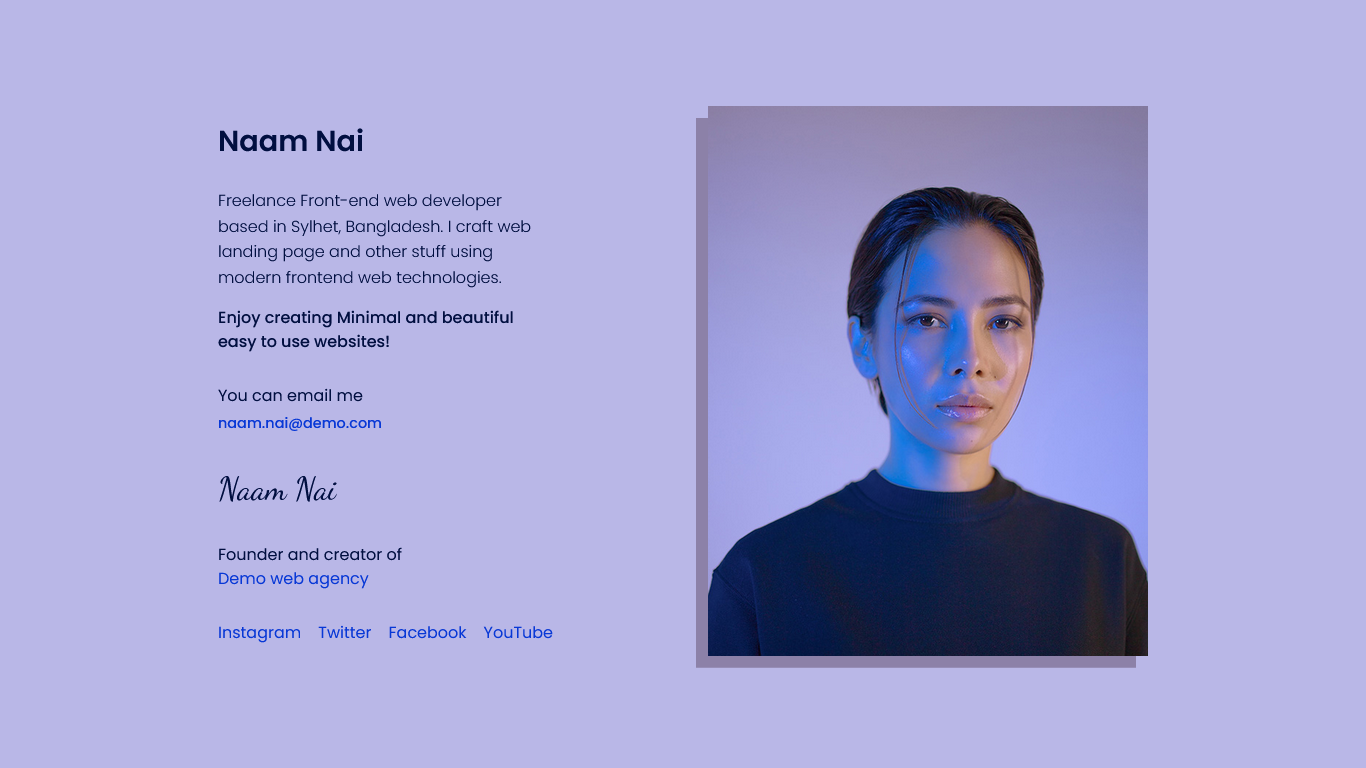 Naam Nai
Freelance Front-end web developer
based in Sylhet, Bangladesh. I craft web
landing page and other stuff using
modern frontend web technologies.
Enjoy creating Minimal and beautiful
easy to use websites!
You can email me
naam.nai@demo.com
Naam Nai
Founder and creator of
Demo web agency
Instagram Twitter Facebook YouTube